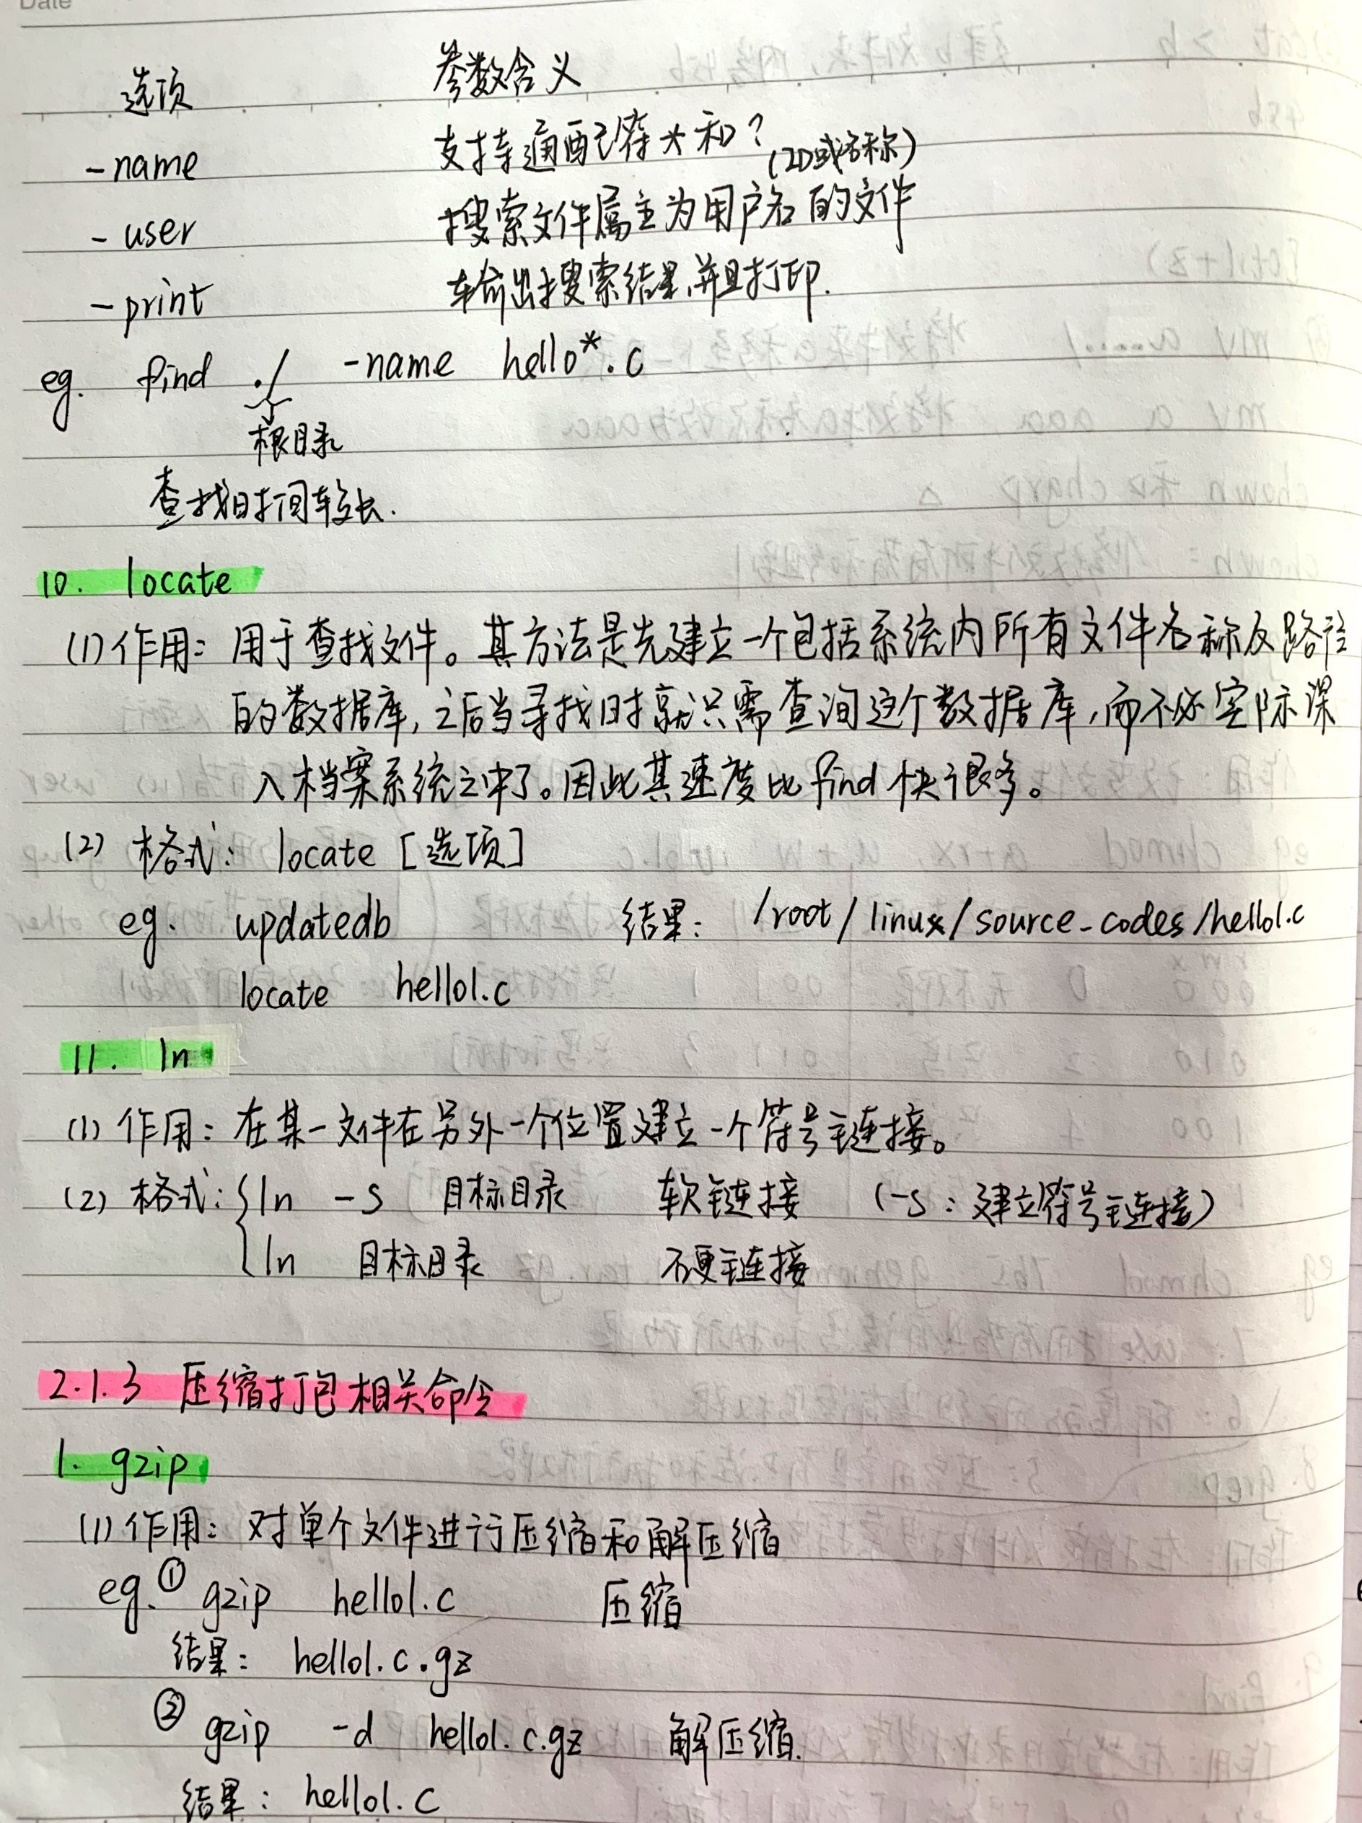 Date
选项 参数含义
-name 支持通配符*和?
(ID或名称)
-user 搜索文件属主为用户名的文件
-print 输出搜索结果,并且打印.
eg. find ./ -name hello*.c
根目录
查找时间较长.
10. locate
(1)作用: 用于查找文件。其方法是先建立一个包括系统内所有文件名称及路径
的数据库,之后当寻找时就只需查询这个数据库,而不必实际深
入档案系统之中了。因此其速度比find快很多。
(2) 格式: locate [选项]
eg. updatedb 结果: /root/linux/source-codes/hello1.c
locate hello1.c
11. ln
(1) 作用: 在某一文件在另外一个位置建立一个符号链接。
(2) 格式: {ln -s 目标目录 软链接 (-s: 建立符号链接)
ln 目标目录 硬链接
2.1.3 压缩打包相关命令
1. gzip
(1)作用: 对单个文件进行压缩和解压缩
eg.① gzip hello1.c 压缩
结果: hello1.c.gz
② gzip -d hello1.c.gz 解压缩.
结果: hello1.c